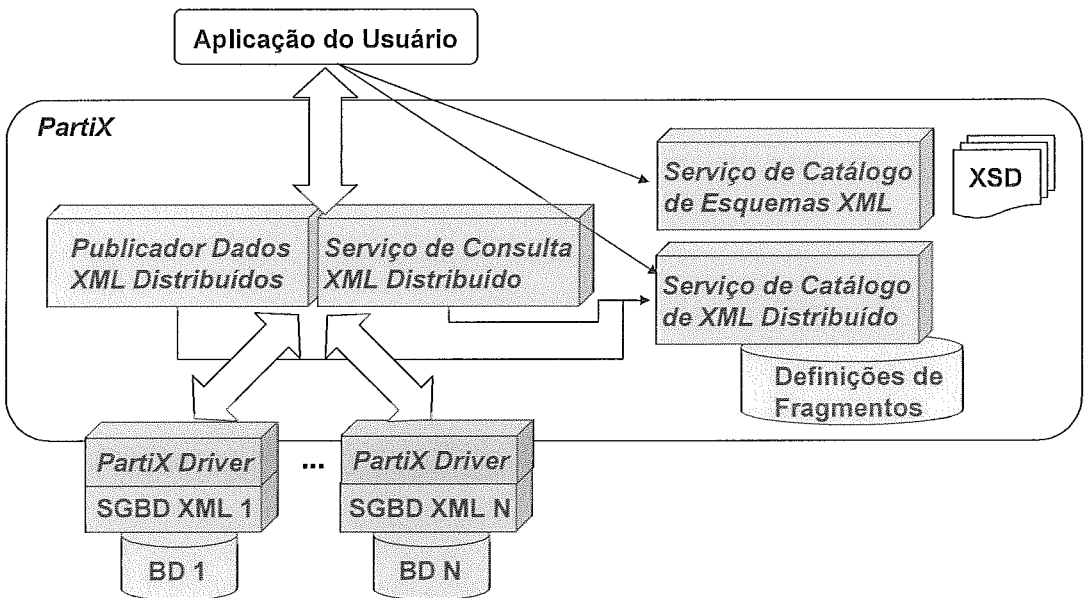 Aplicação do Usuário
PartiX
Serviço de Catálogo
de Esquemas XML
XSD
Publicador Dados
XML Distribuídos
Serviço de Consulta
XML Distribuído
Serviço de Catálogo
de XML Distribuído
Definições de
Fragmentos
PartiX Driver
...
PartiX Driver
SGBD XML 1
SGBD XML N
BD 1
BD N